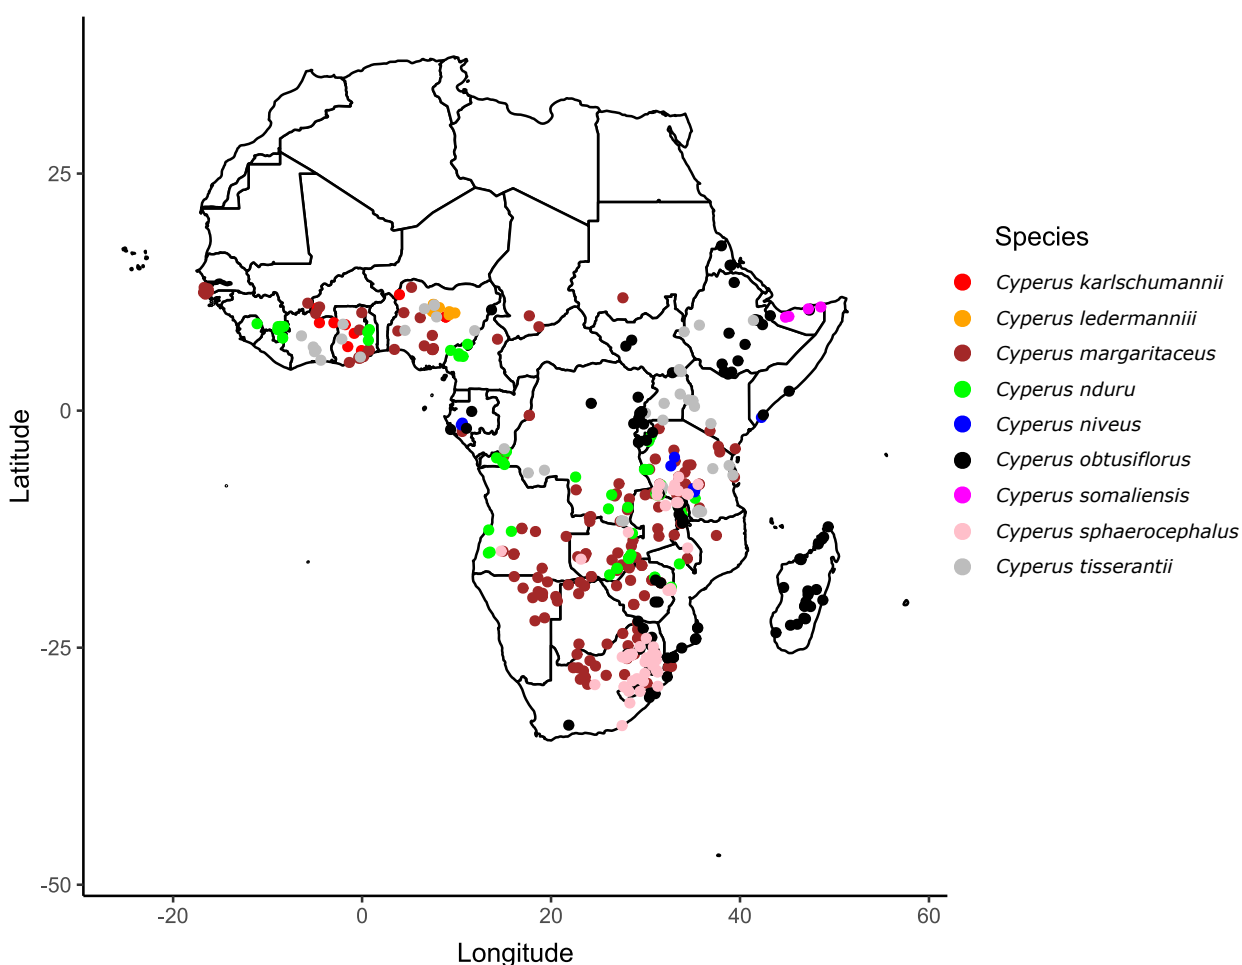 Species
Cyperus karlschumannii
Cyperus ledermanniii
Cyperus margaritaceus
Cyperus nduru
Cyperus niveus
Cyperus obtusiflorus
Cyperus somaliensis
Cyperus sphaerocephalus
Cyperus tisserantii
Latitude
25
0
-25
-50
-20
0
20
40
60
Longitude